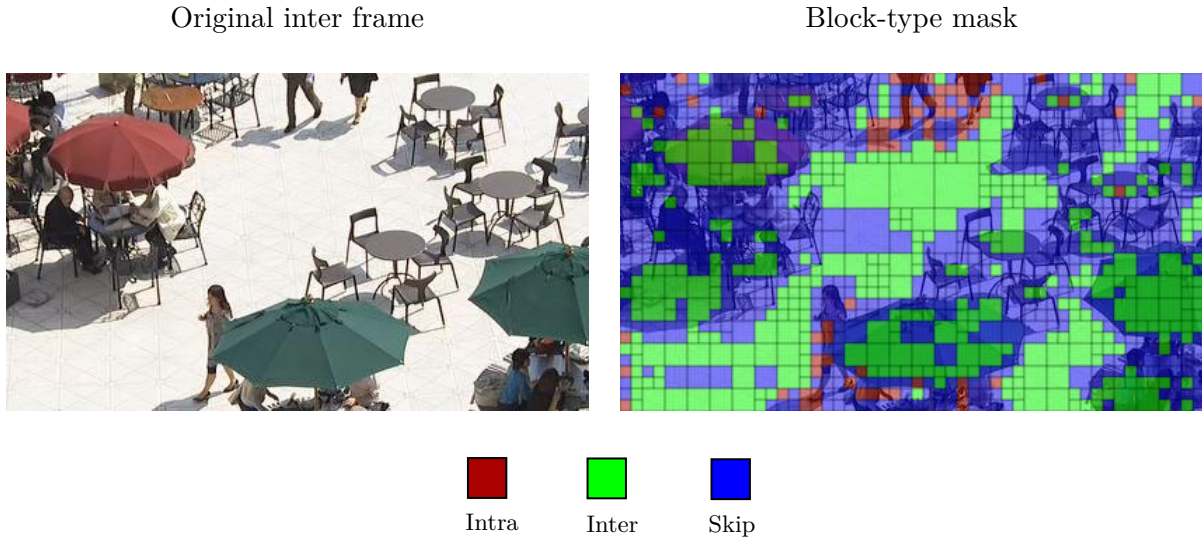 Original inter frame
Block-type mask
Intra
Inter
Skip